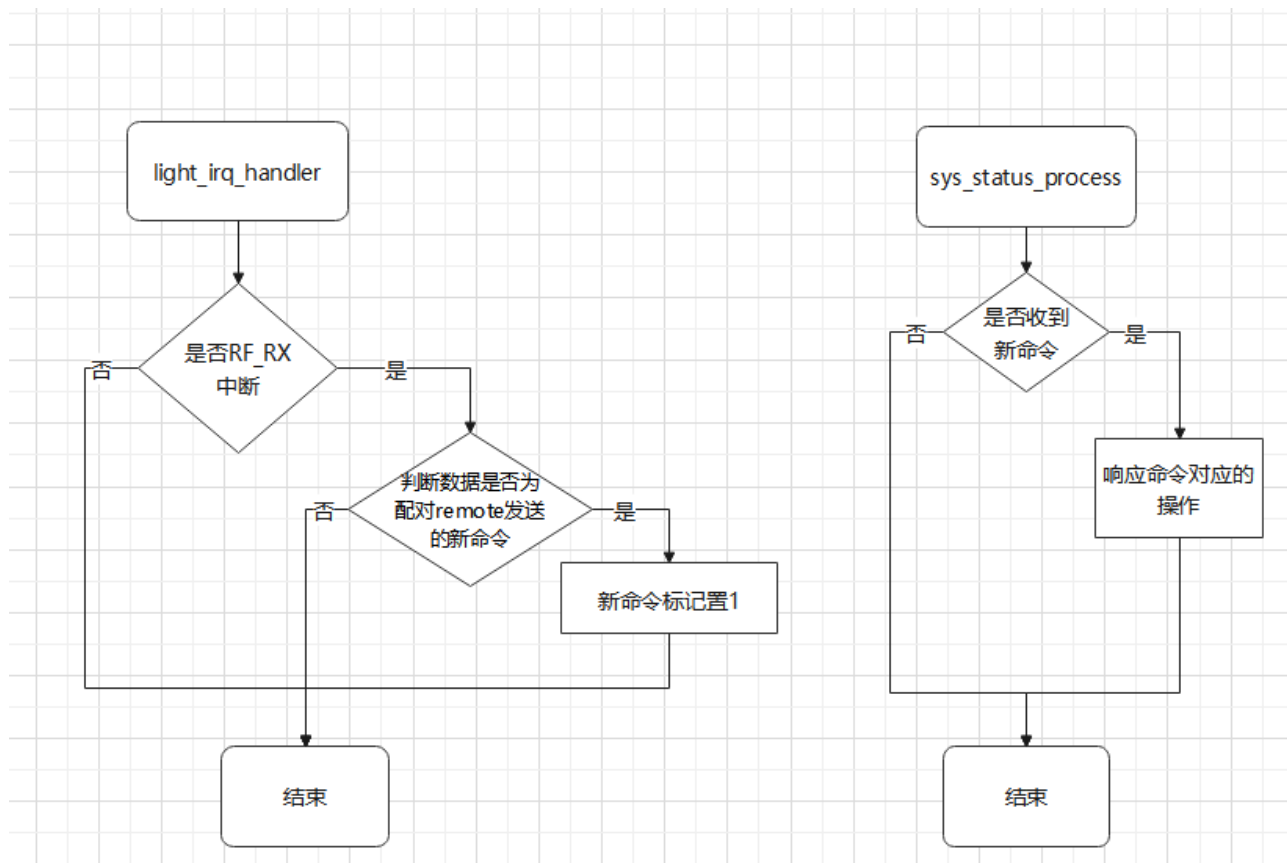 light_irq_handler
是否RF_RX
中断
否
是
判断数据是否为
配对remote发送
的新命令
否
是
新命令标记置1
结束
sys_status_process
是否收到
新命令
否
是
响应命令对应的
操作
结束